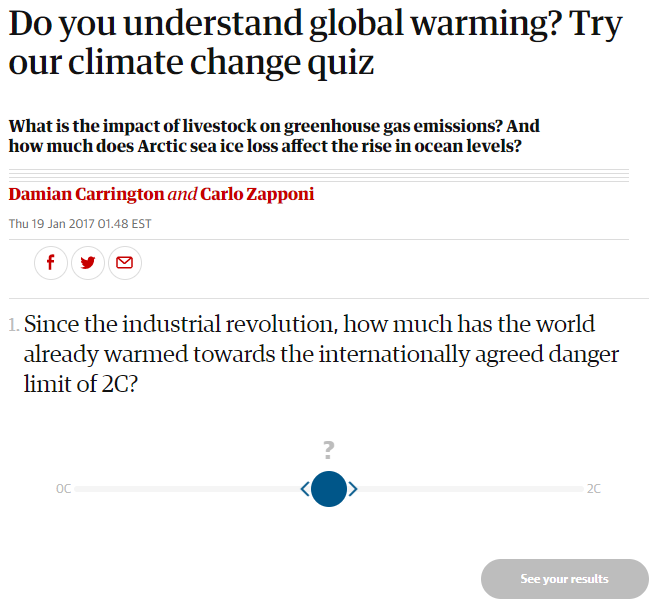 Do you understand global warming? Try
our climate change quiz
What is the impact of livestock on greenhouse gas emissions? And
how much does Arctic sea ice loss affect the rise in ocean levels?
Damian Carrington and Carlo Zapponi
Thu 19 Jan 2017 01.48 EST
1. Since the industrial revolution, how much has the world
already warmed towards the internationally agreed danger
limit of 2C?
?
0C 2C
See your results